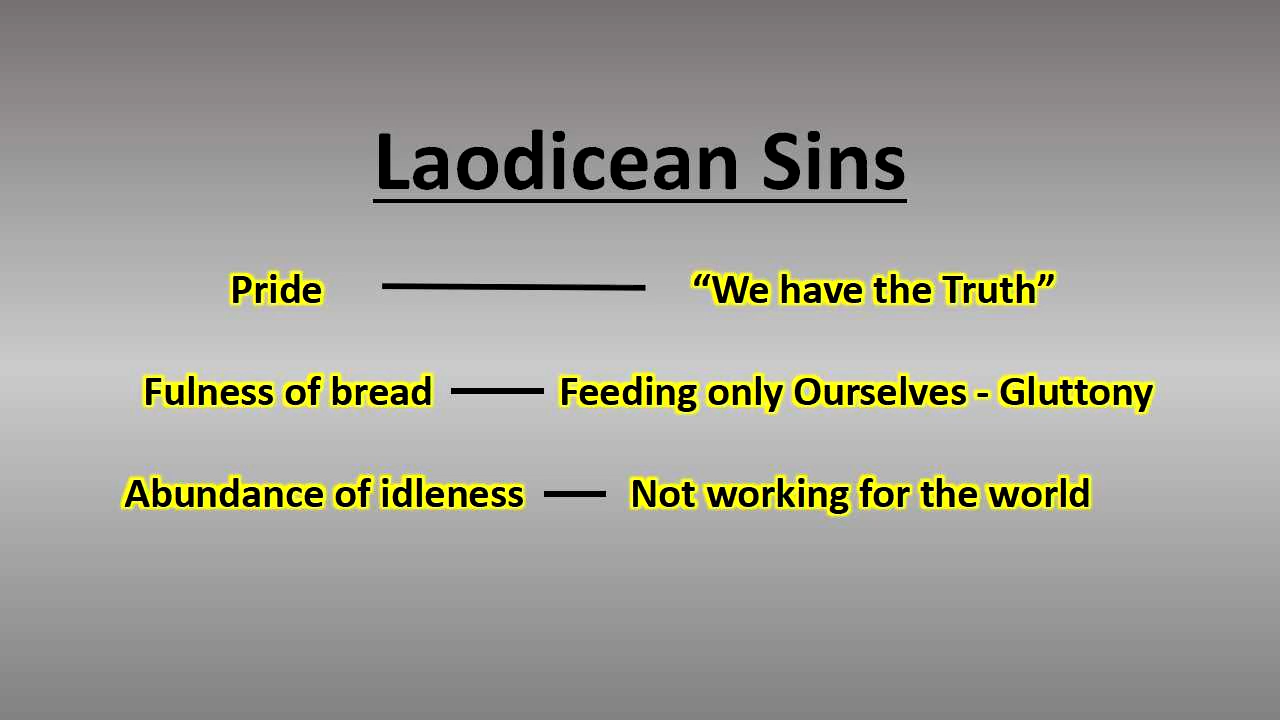 Laodicean Sins
Pride “We have the Truth”
Fulness of bread Feeding only Ourselves - Gluttony
Abundance of idleness Not working for the world